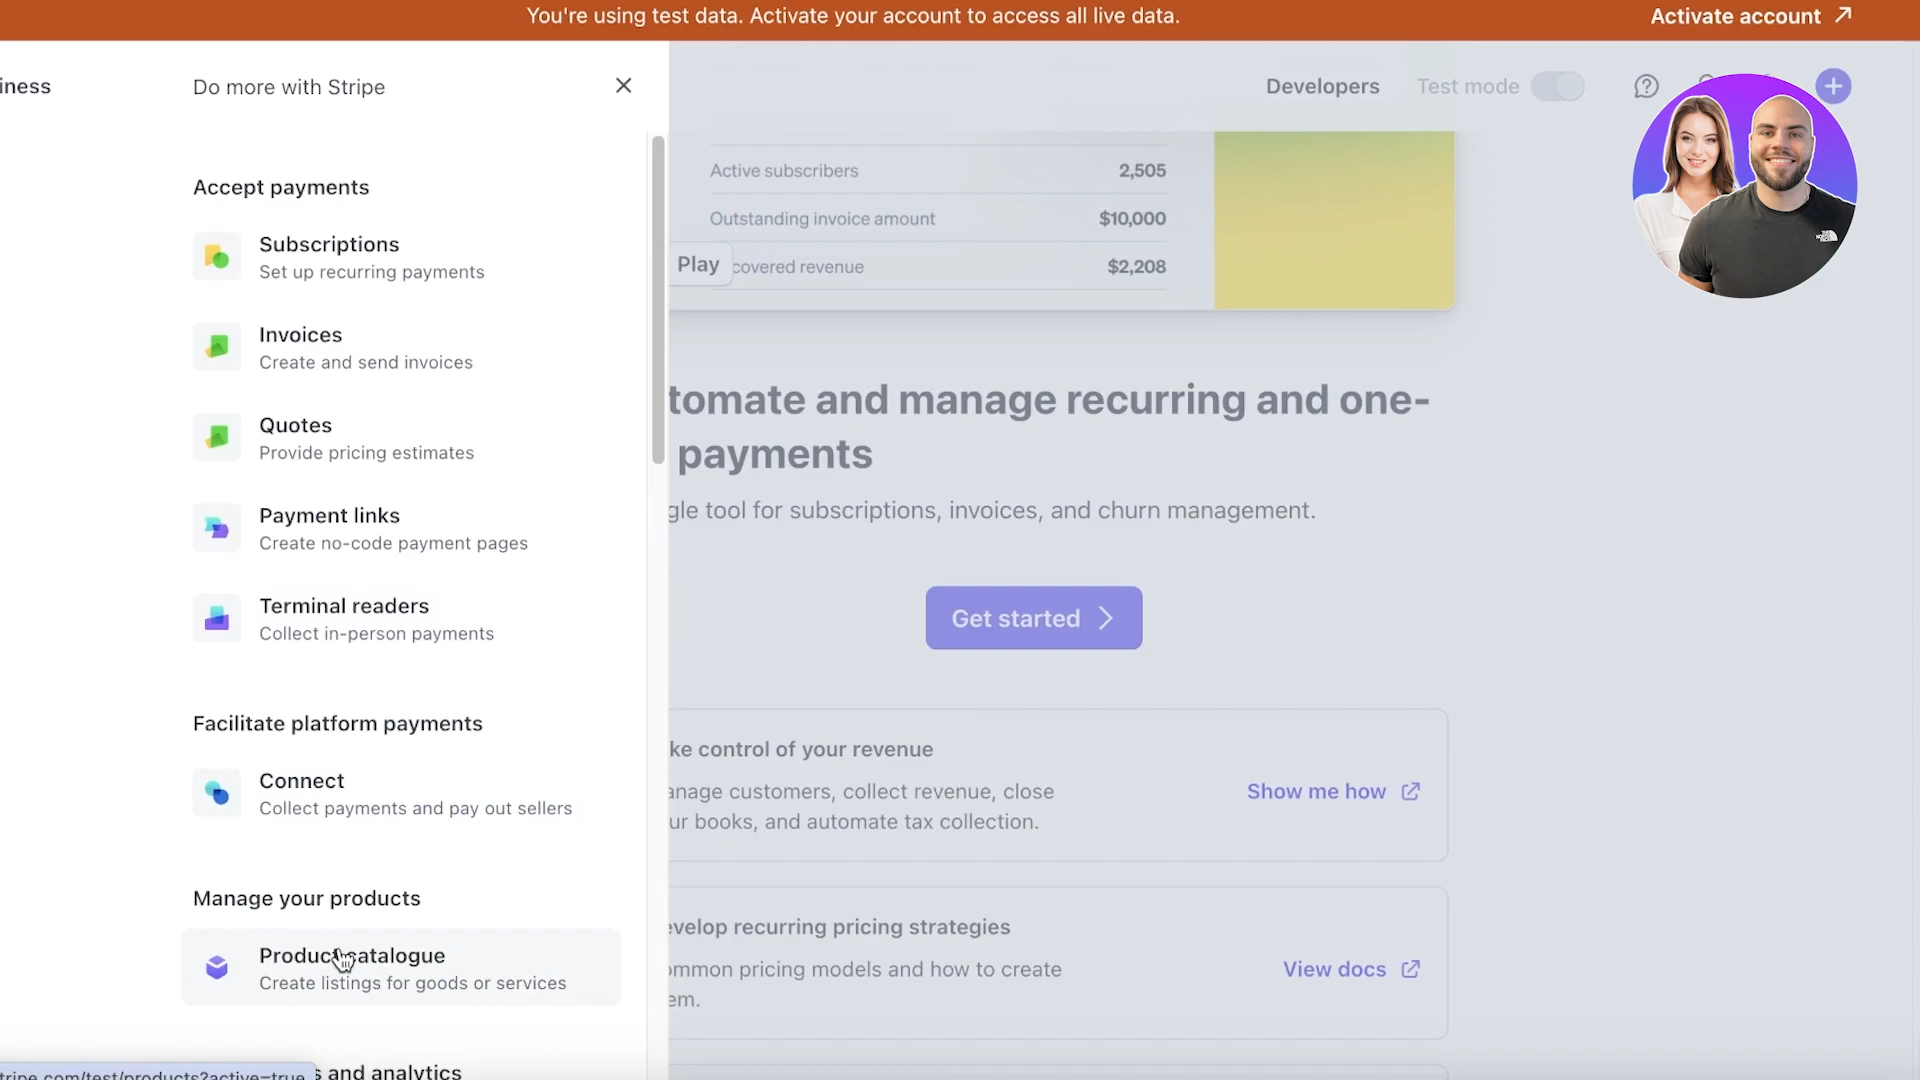 You're using test data. Activate your account to access all live data.
Activate account
iness
Do more with Stripe
Developers
Test mode
Accept payments
Subscriptions
Set up recurring payments
Invoices
Create and send invoices
Quotes
Provide pricing estimates
Payment links
Create no-code payment pages
Terminal readers
Collect in-person payments
Facilitate platform payments
Connect
Collect payments and pay out sellers
Manage your products
Product catalogue
Create listings for goods or services
s and analytics
tripe.com/test/products?active=true
Active subscribers 2,505
Outstanding invoice amount $10,000
Play
covered revenue $2,208
tomate and manage recurring and one-
payments
gle tool for subscriptions, invoices, and churn management.
Get started
ke control of your revenue
anage customers, collect revenue, close
ur books, and automate tax collection.
Show me how
evelop recurring pricing strategies
ommon pricing models and how to create
em.
View docs